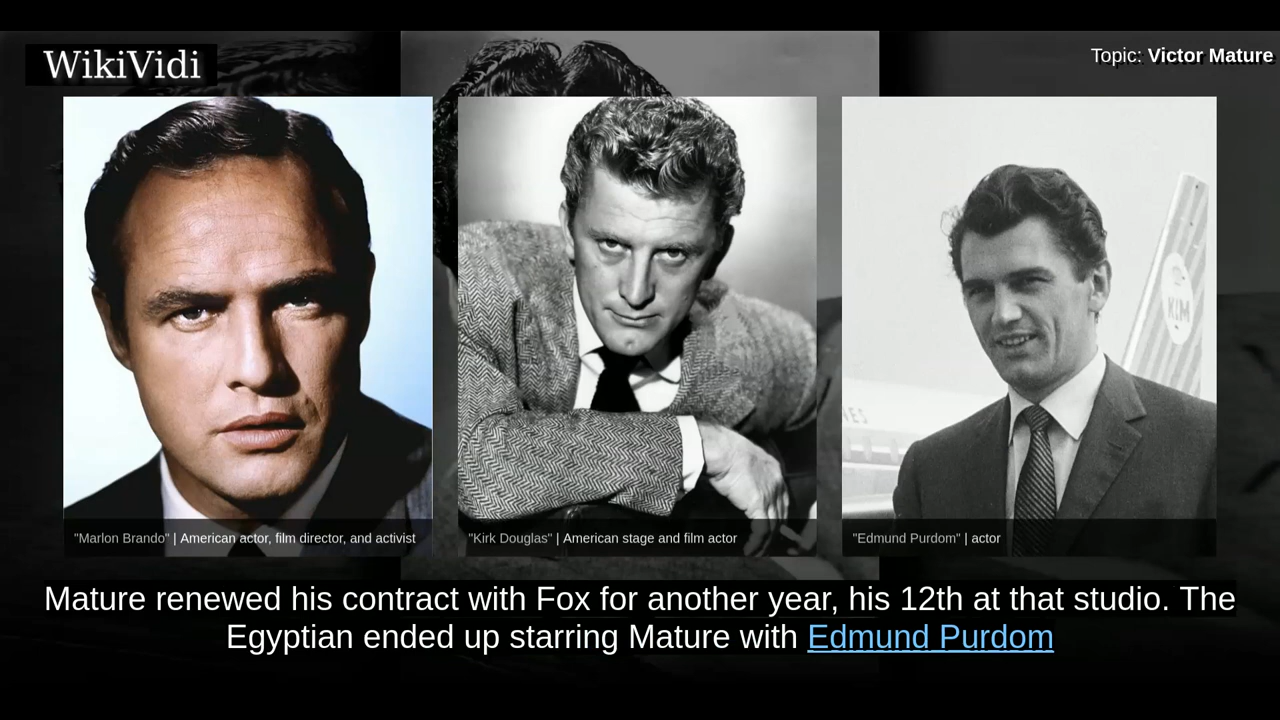 WikiVidi
Topic: Victor Mature
KLM
NES
"Marlon Brando" | American actor, film director, and activist
"Kirk Douglas" | American stage and film actor
"Edmund Purdom" | actor
Mature renewed his contract with Fox for another year, his 12th at that studio. The
Egyptian ended up starring Mature with Edmund Purdom